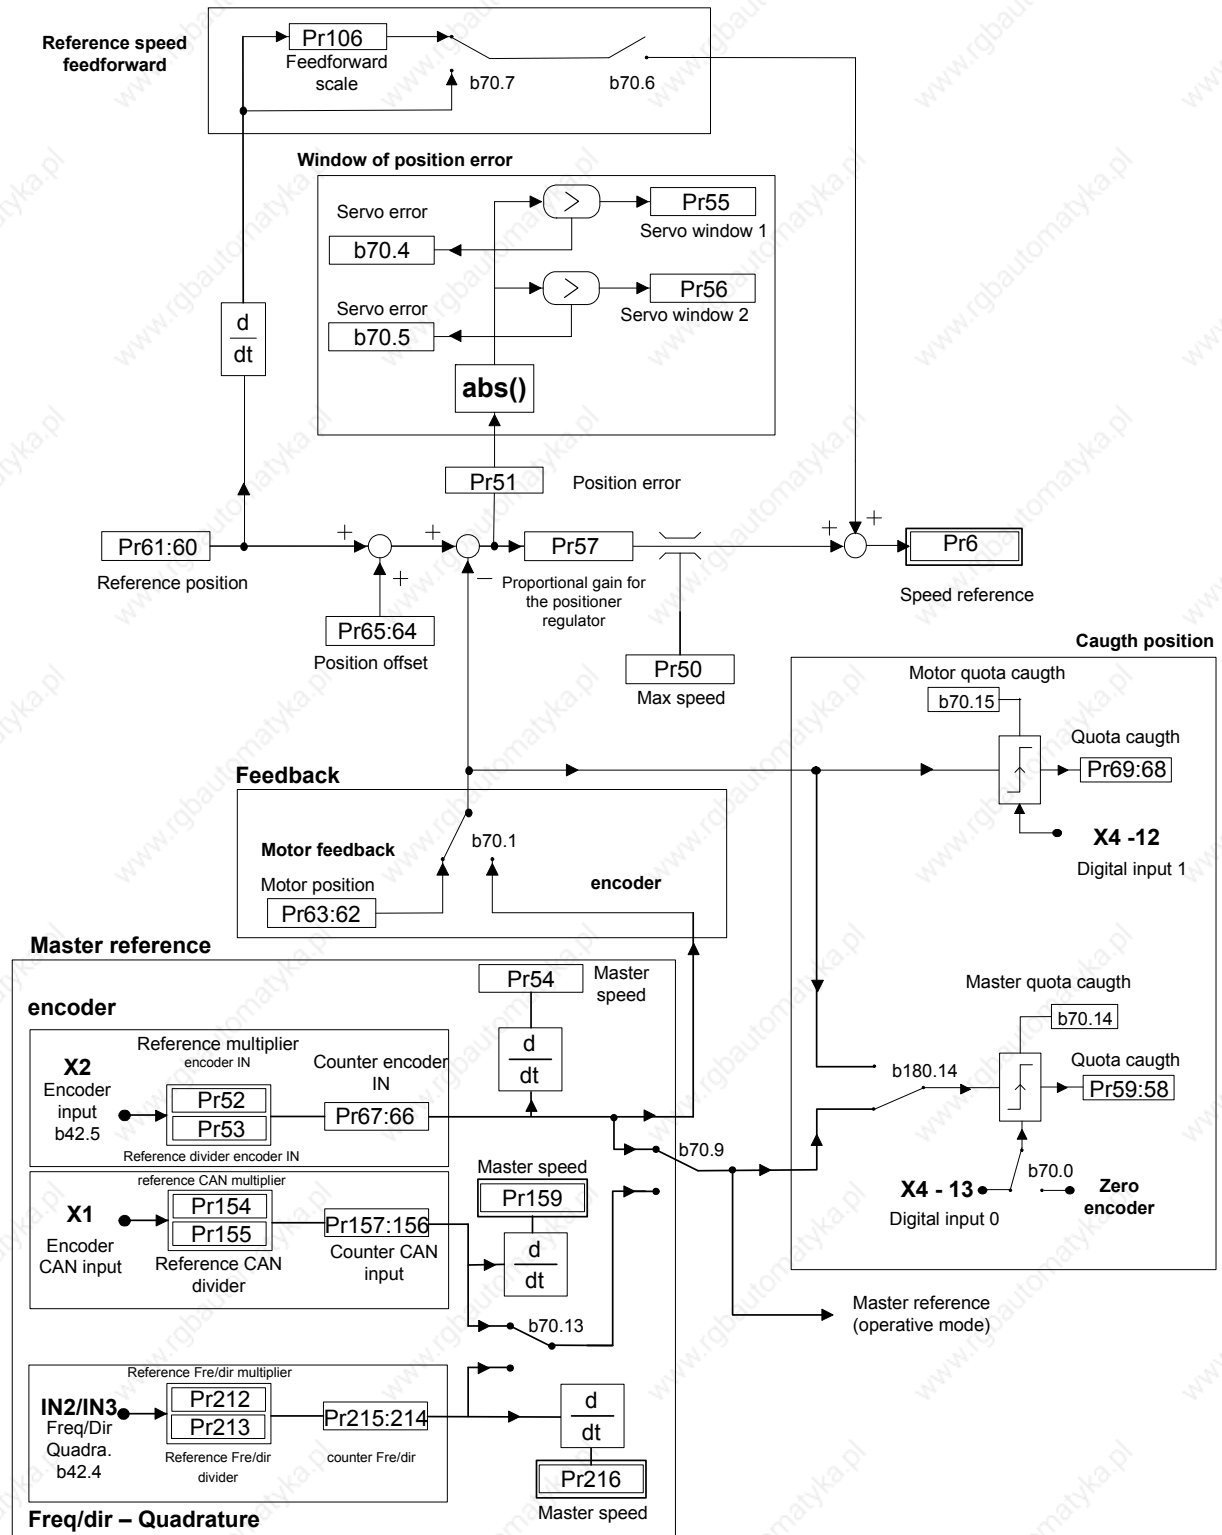 Reference speed
feedforward
Pr106
Feedforward
scale
b70.7
b70.6
Window of position error
Servo error
b70.4
>
Pr55
Servo window 1
Servo error
b70.5
>
Pr56
Servo window 2
d
dt
abs()
Pr51
Position error
Pr61:60
Reference position
+
+
Pr65:64
Position offset
+
−
Pr57
Proportional gain for
the positioner
regulator
Pr50
Max speed
+
+
Pr6
Speed reference
Caugth position
Motor quota caugth
b70.15
Quota caugth
Pr69:68
X4 -12
Digital input 1
Feedback
Motor feedback
Motor position
Pr63:62
b70.1
encoder
Master reference
encoder
Pr54
Master
speed
d
dt
X2
Encoder
input
b42.5
Reference multiplier
encoder IN
Pr52
Pr53
Reference divider encoder IN
Counter encoder
IN
Pr67:66
b70.9
Master quota caugth
b70.14
b180.14
Quota caugth
Pr59:58
X4 - 13
Digital input 0
b70.0
Zero
encoder
X1
Encoder
CAN input
reference CAN multiplier
Pr154
Pr155
Reference CAN
divider
Pr157:156
Counter CAN
input
Master speed
Pr159
d
dt
b70.13
Master reference
(operative mode)
IN2/IN3
Freq/Dir
Quadra.
b42.4
Reference Fre/dir multiplier
Pr212
Pr213
Reference Fre/dir
divider
Pr215:214
counter Fre/dir
d
dt
Pr216
Master speed
Freq/dir – Quadrature
www.rgbautomatyka.pl